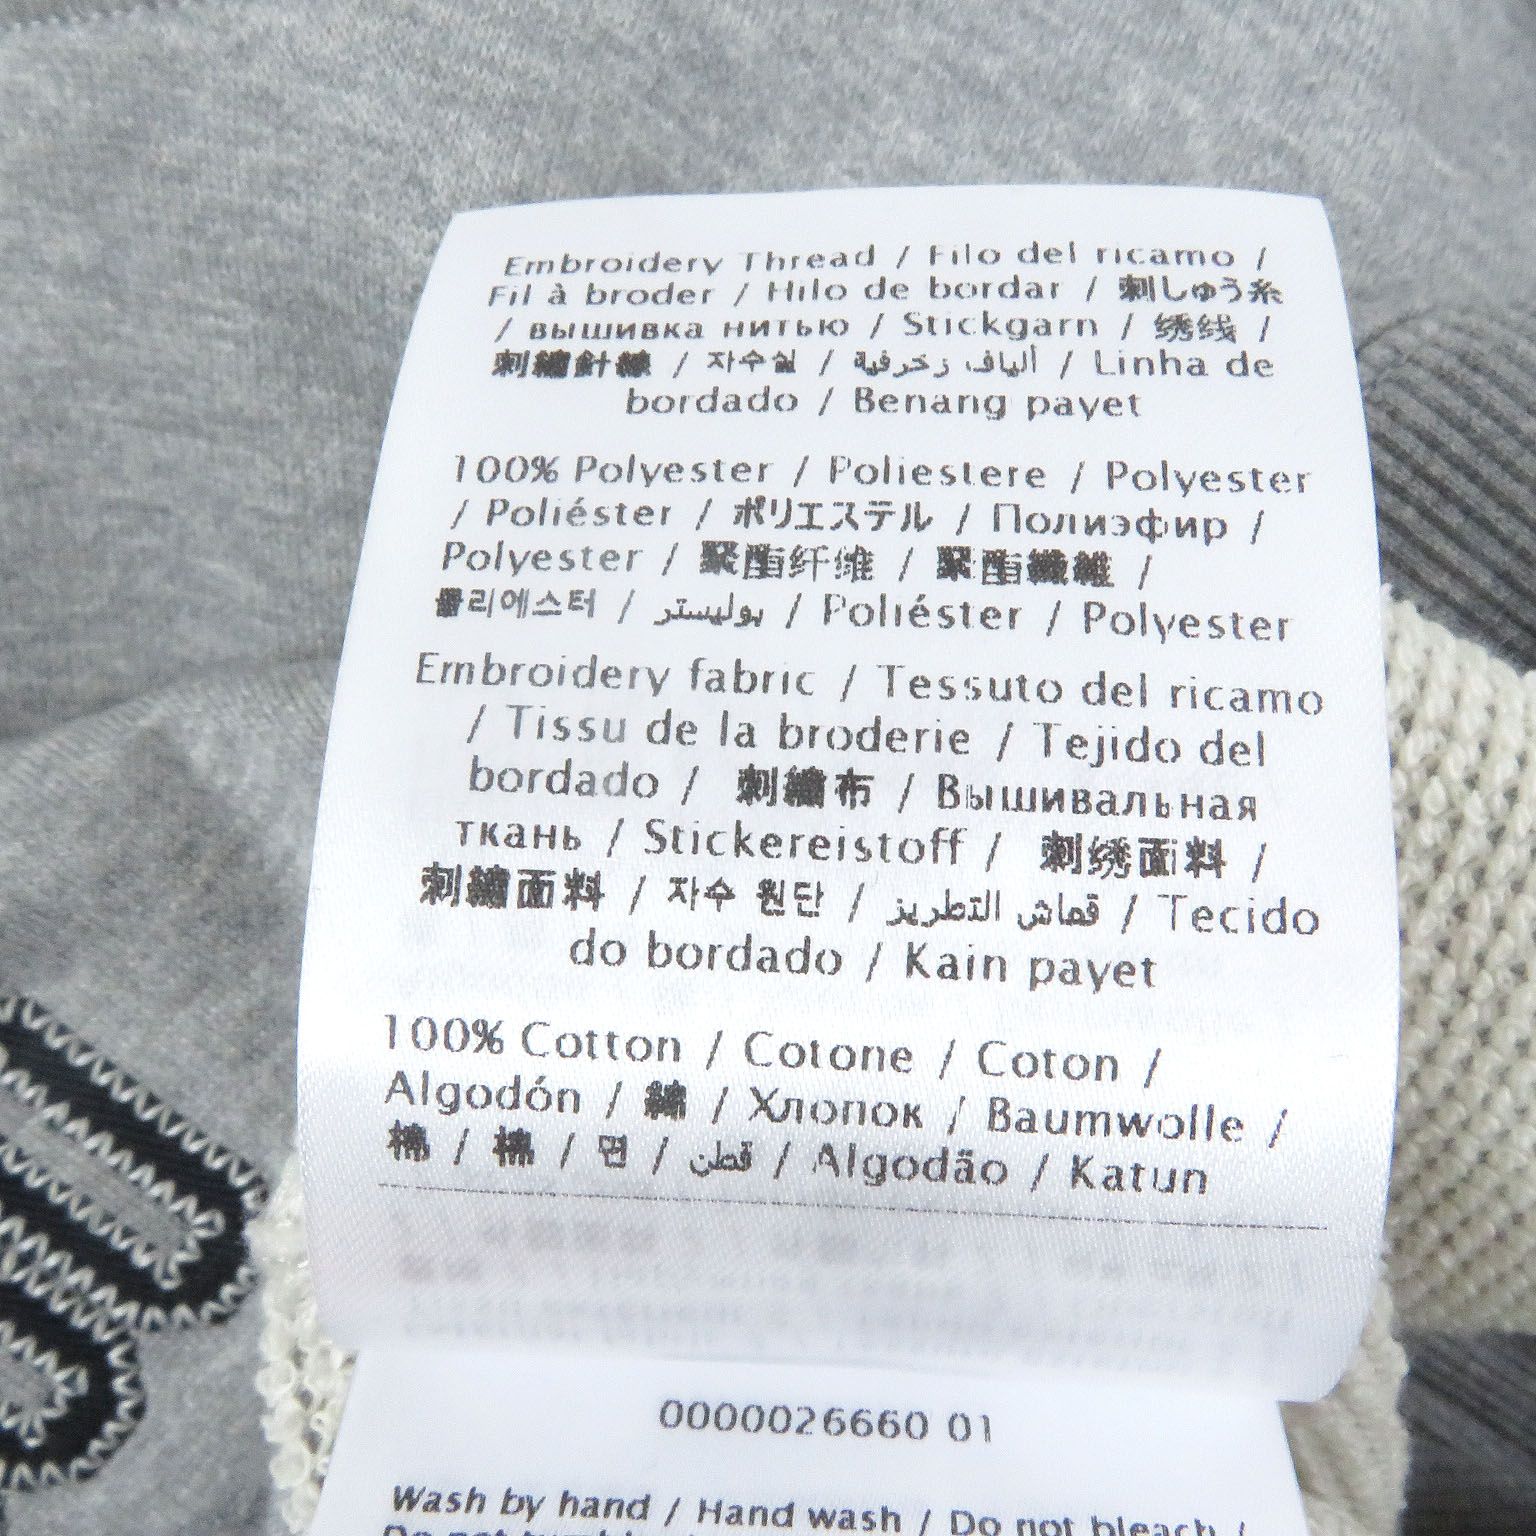 Embroidery Thread / Filo del ricamo /
Fil à broder / Hilo de bordar / 刺しゅう糸
/ вышивка нитью / Stickgarn / 绣线 /
刺繡針線 / 자수실 / ألياف زخرفية / Linha de
bordado / Benang payet
100% Polyester / Poliestere / Polyester
/ Poliéster / ポリエステル / Полиэфир /
Polyester / 聚酯纤维 / 聚酯纖維 /
폴리에스터 / بوليستر / Poliéster / Polyester
Embroidery fabric / Tessuto del ricamo
/ Tissu de la broderie / Tejido del
bordado / 刺繍布 / Вышивальная
ткань / Stickereistoff / 刺绣面料 /
刺繡面料 / 자수 원단 / قماش التطريز / Tecido
do bordado / Kain payet
100% Cotton / Cotone / Coton /
Algodón / 綿 / Хлопок / Baumwolle /
棉 / 棉 / 면 / قطن / Algodão / Katun
0000026660 01
Wash by hand / Hand wash / Do not bleach /
Do not